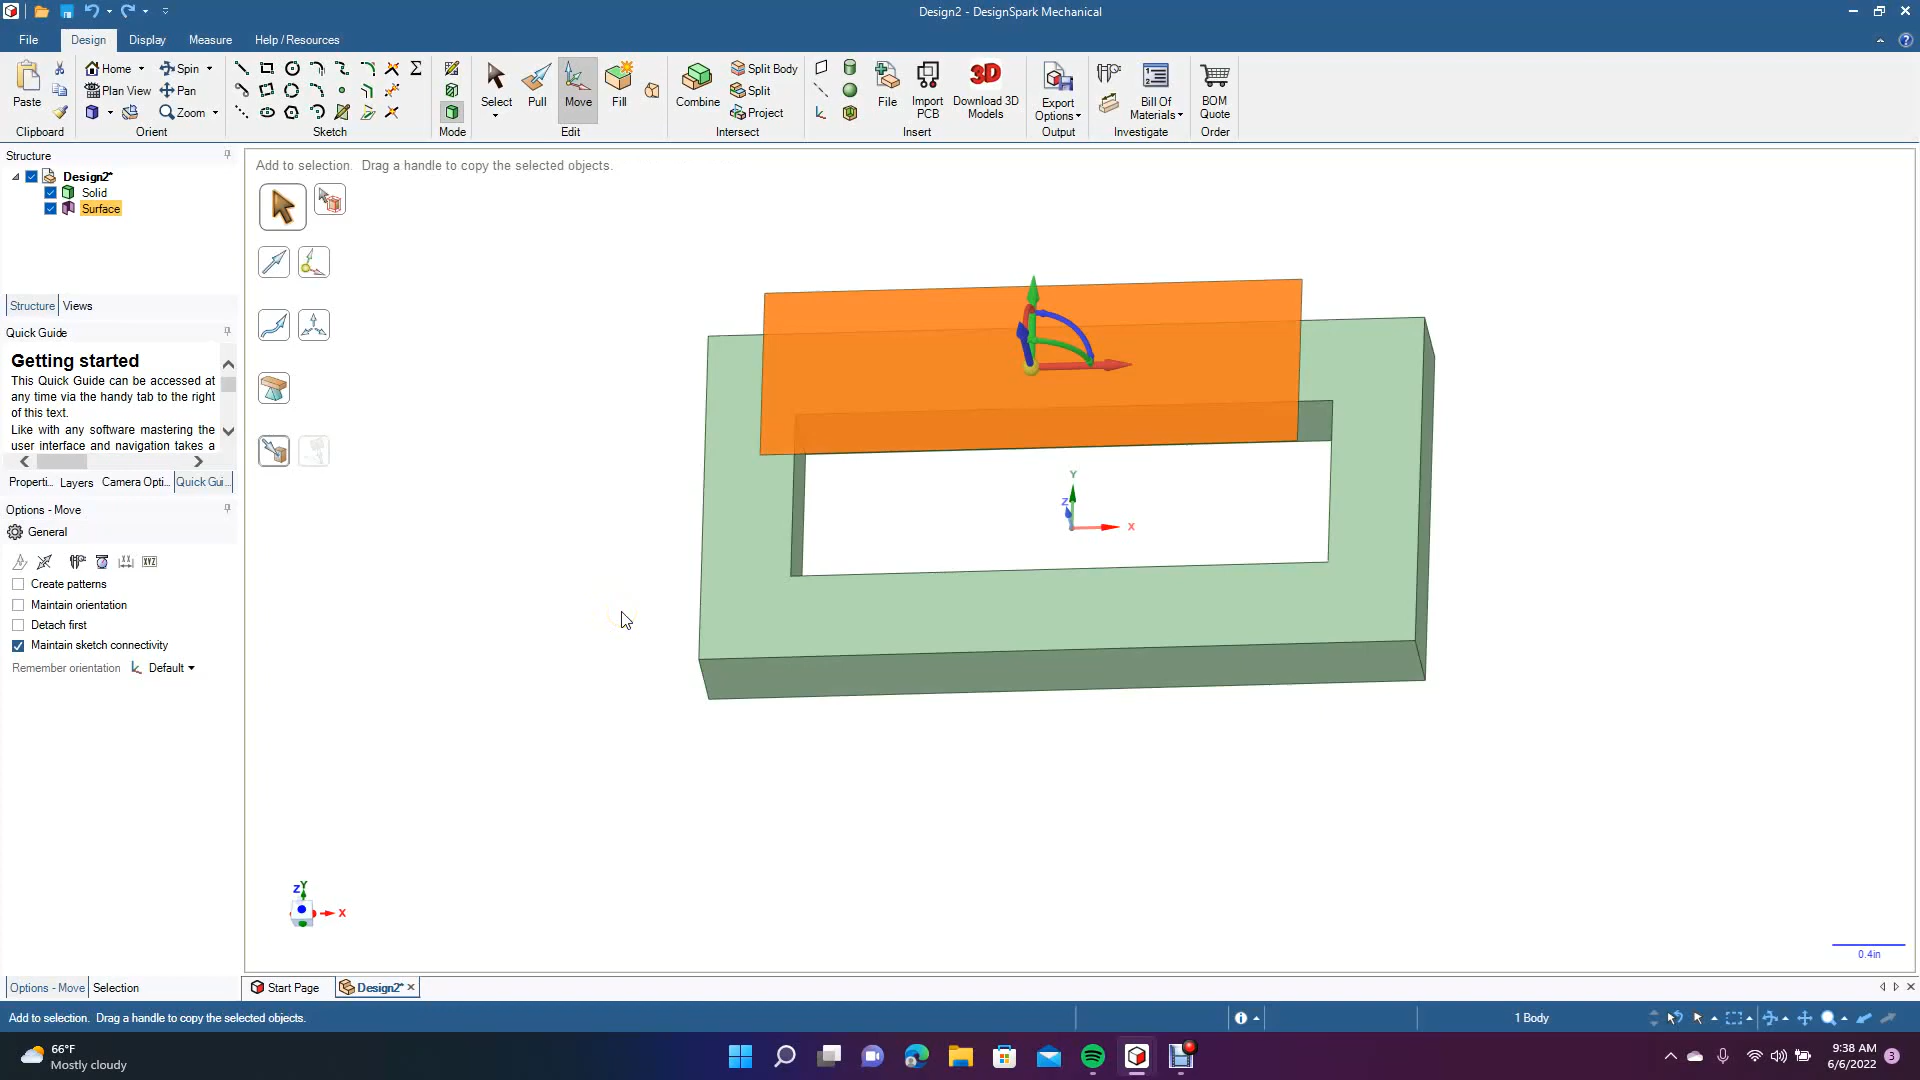 Design2 - DesignSpark Mechanical
File Design Display Measure Help / Resources
Paste Home Spin
Plan View Pan
Zoom
Select Pull Move Fill
Combine Split Body
Split
Project
File Import PCB Download 3D Models
3D
Export Options Bill Of Materials BOM Quote
Clipboard Orient Sketch Mode Edit Intersect Insert Output Investigate Order
Structure
Design2*
Solid
Surface
Structure Views
Quick Guide
Getting started
This Quick Guide can be accessed at
any time via the handy tab to the right
of this text.
Like with any software mastering the
user interface and navigation takes a
Properti... Layers Camera Opti... Quick Gui...
Options - Move
General
XYZ
Create patterns
Maintain orientation
Detach first
Maintain sketch connectivity
Remember orientation Default
Options - Move Selection
Add to selection. Drag a handle to copy the selected objects.
Y
Z
X
Z Y
X
0.4in
Start Page Design2*
Add to selection. Drag a handle to copy the selected objects.
1 Body
66°F
Mostly cloudy
9:38 AM
6/6/2022
3